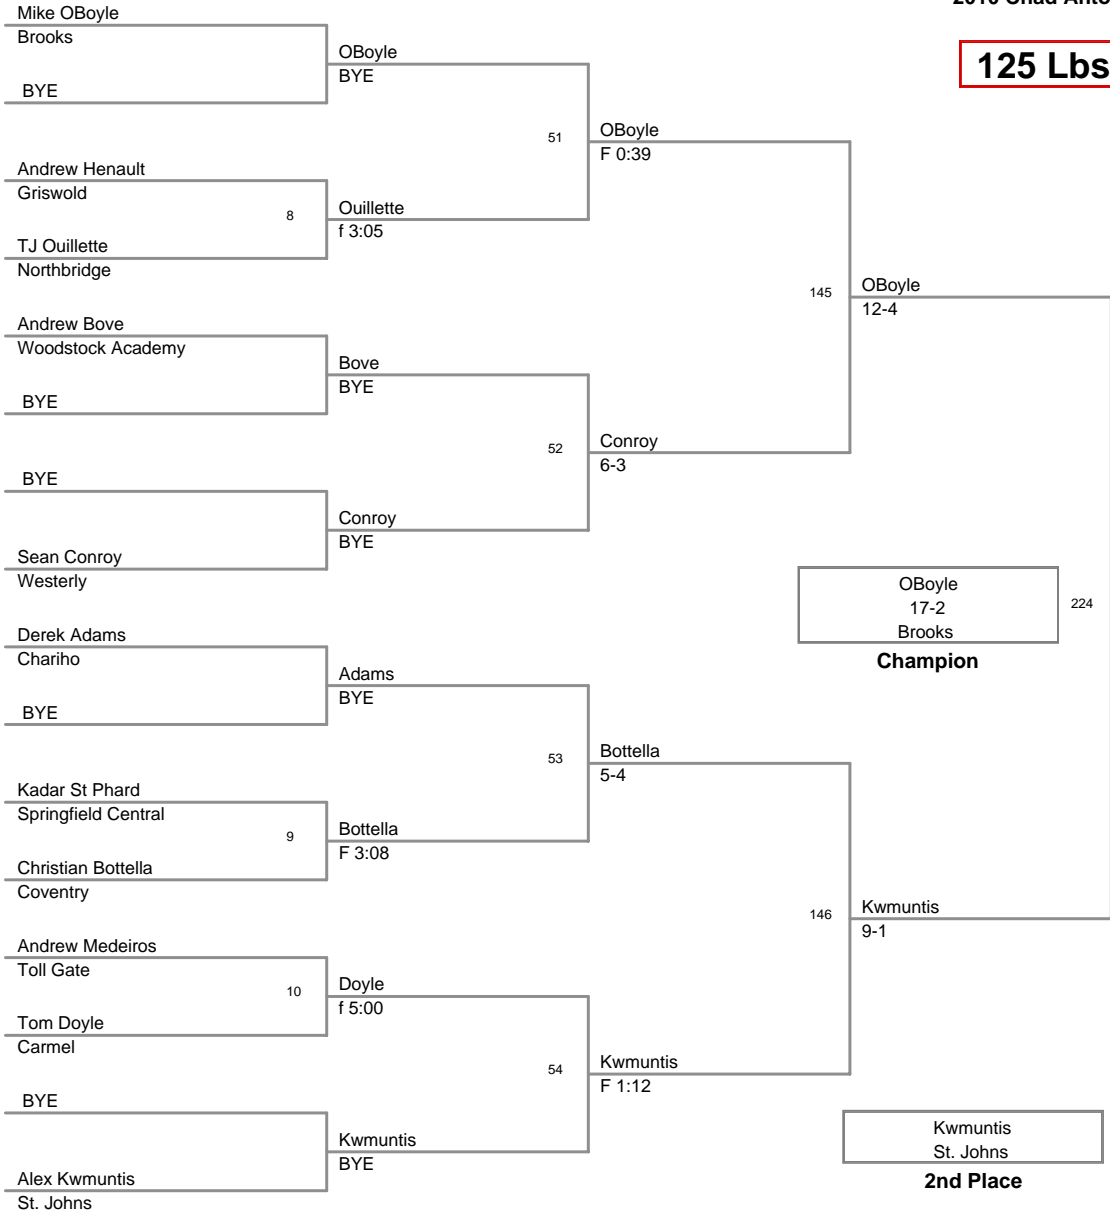 2010 Chad Anto
125 Lbs
Mike OBoyle
Brooks
OBoyle
BYE
BYE
51
OBoyle
F 0:39
Andrew Henault
Griswold
8
Ouillette
f 3:05
TJ Ouillette
Northbridge
145
OBoyle
12-4
Andrew Bove
Woodstock Academy
Bove
BYE
BYE
52
Conroy
6-3
BYE
Conroy
BYE
Sean Conroy
Westerly
OBoyle
17-2
Brooks
224
Champion
Derek Adams
Chariho
Adams
BYE
BYE
53
Bottella
5-4
Kadar St Phard
Springfield Central
9
Bottella
F 3:08
Christian Bottella
Coventry
146
Kwmuntis
9-1
Andrew Medeiros
Toll Gate
10
Doyle
f 5:00
Tom Doyle
Carmel
54
Kwmuntis
F 1:12
BYE
Kwmuntis
BYE
Alex Kwmuntis
St. Johns
Kwmuntis
St. Johns
2nd Place